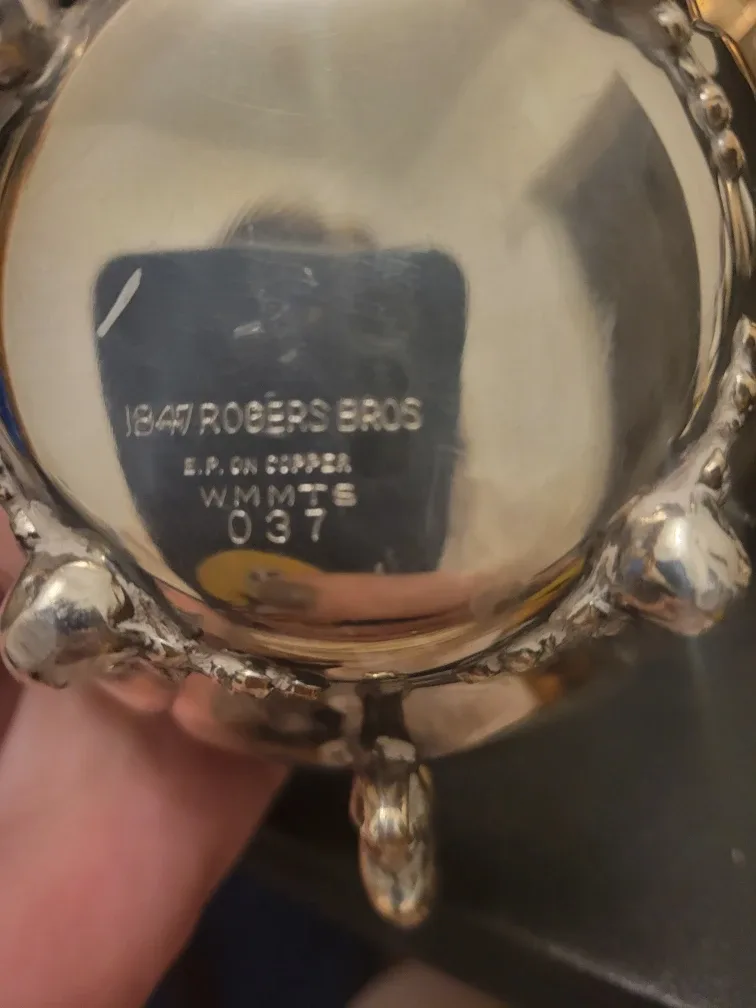 1847 ROGERS BROS
E.P. ON COPPER
WMMTS
037